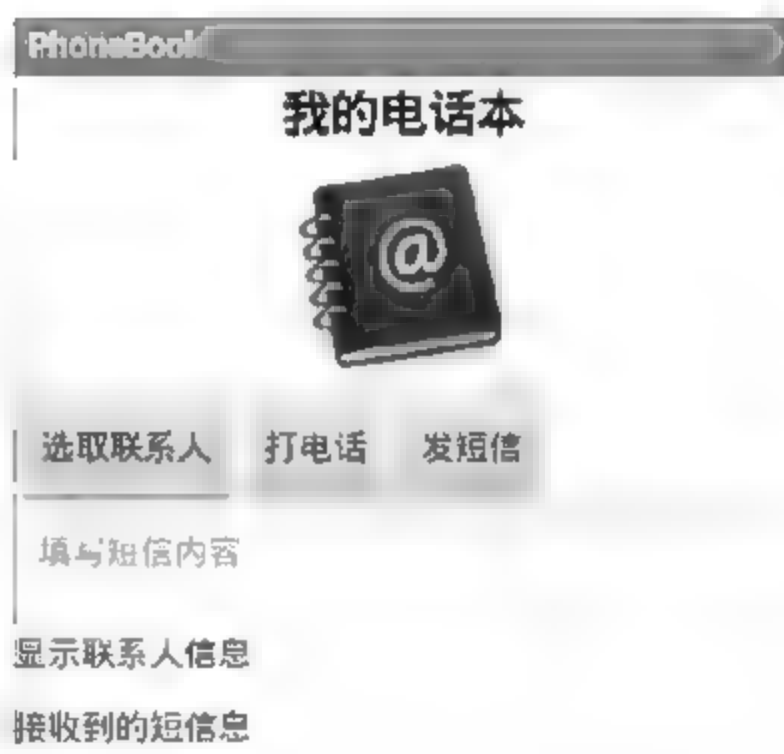 PhoneBook
我的电话本
@
选取联系人 打电话 发短信
填写短信内容
显示联系人信息
接收到的短信息